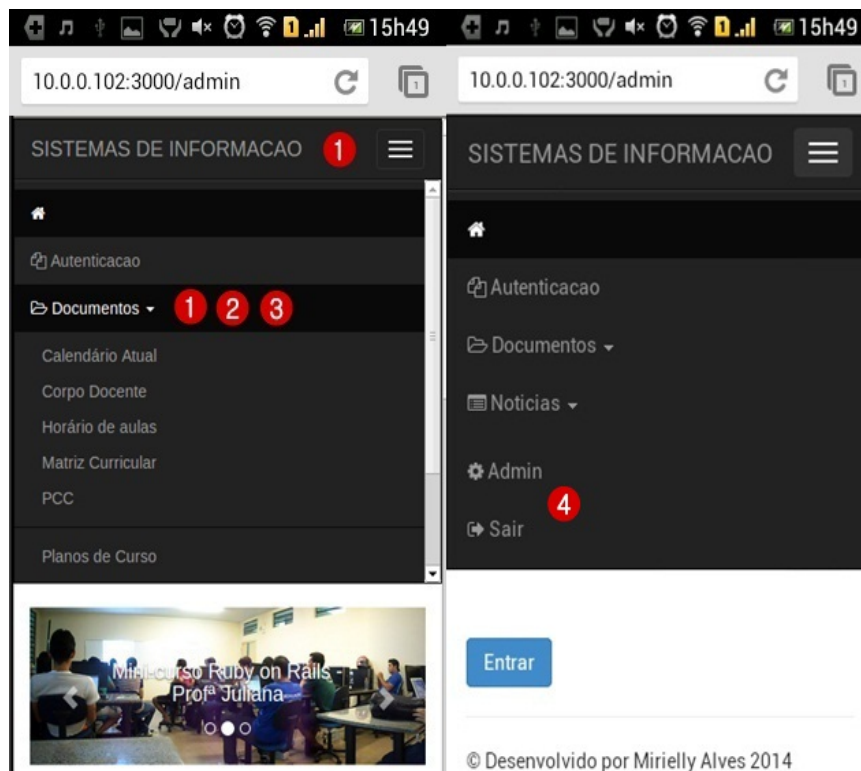 15h49
10.0.0.102:3000/admin
1
SISTEMAS DE INFORMACAO 1
Autenticacao
Documentos 1 2 3
Calendário Atual
Corpo Docente
Horário de aulas
Matriz Curricular
PCC
Planos de Curso
Mini-curso Ruby on Rails -
Profª Juliana
15h49
10.0.0.102:3000/admin
1
SISTEMAS DE INFORMACAO
Autenticacao
Documentos
Noticias
Admin
4
Sair
Entrar
© Desenvolvido por Mirielly Alves 2014